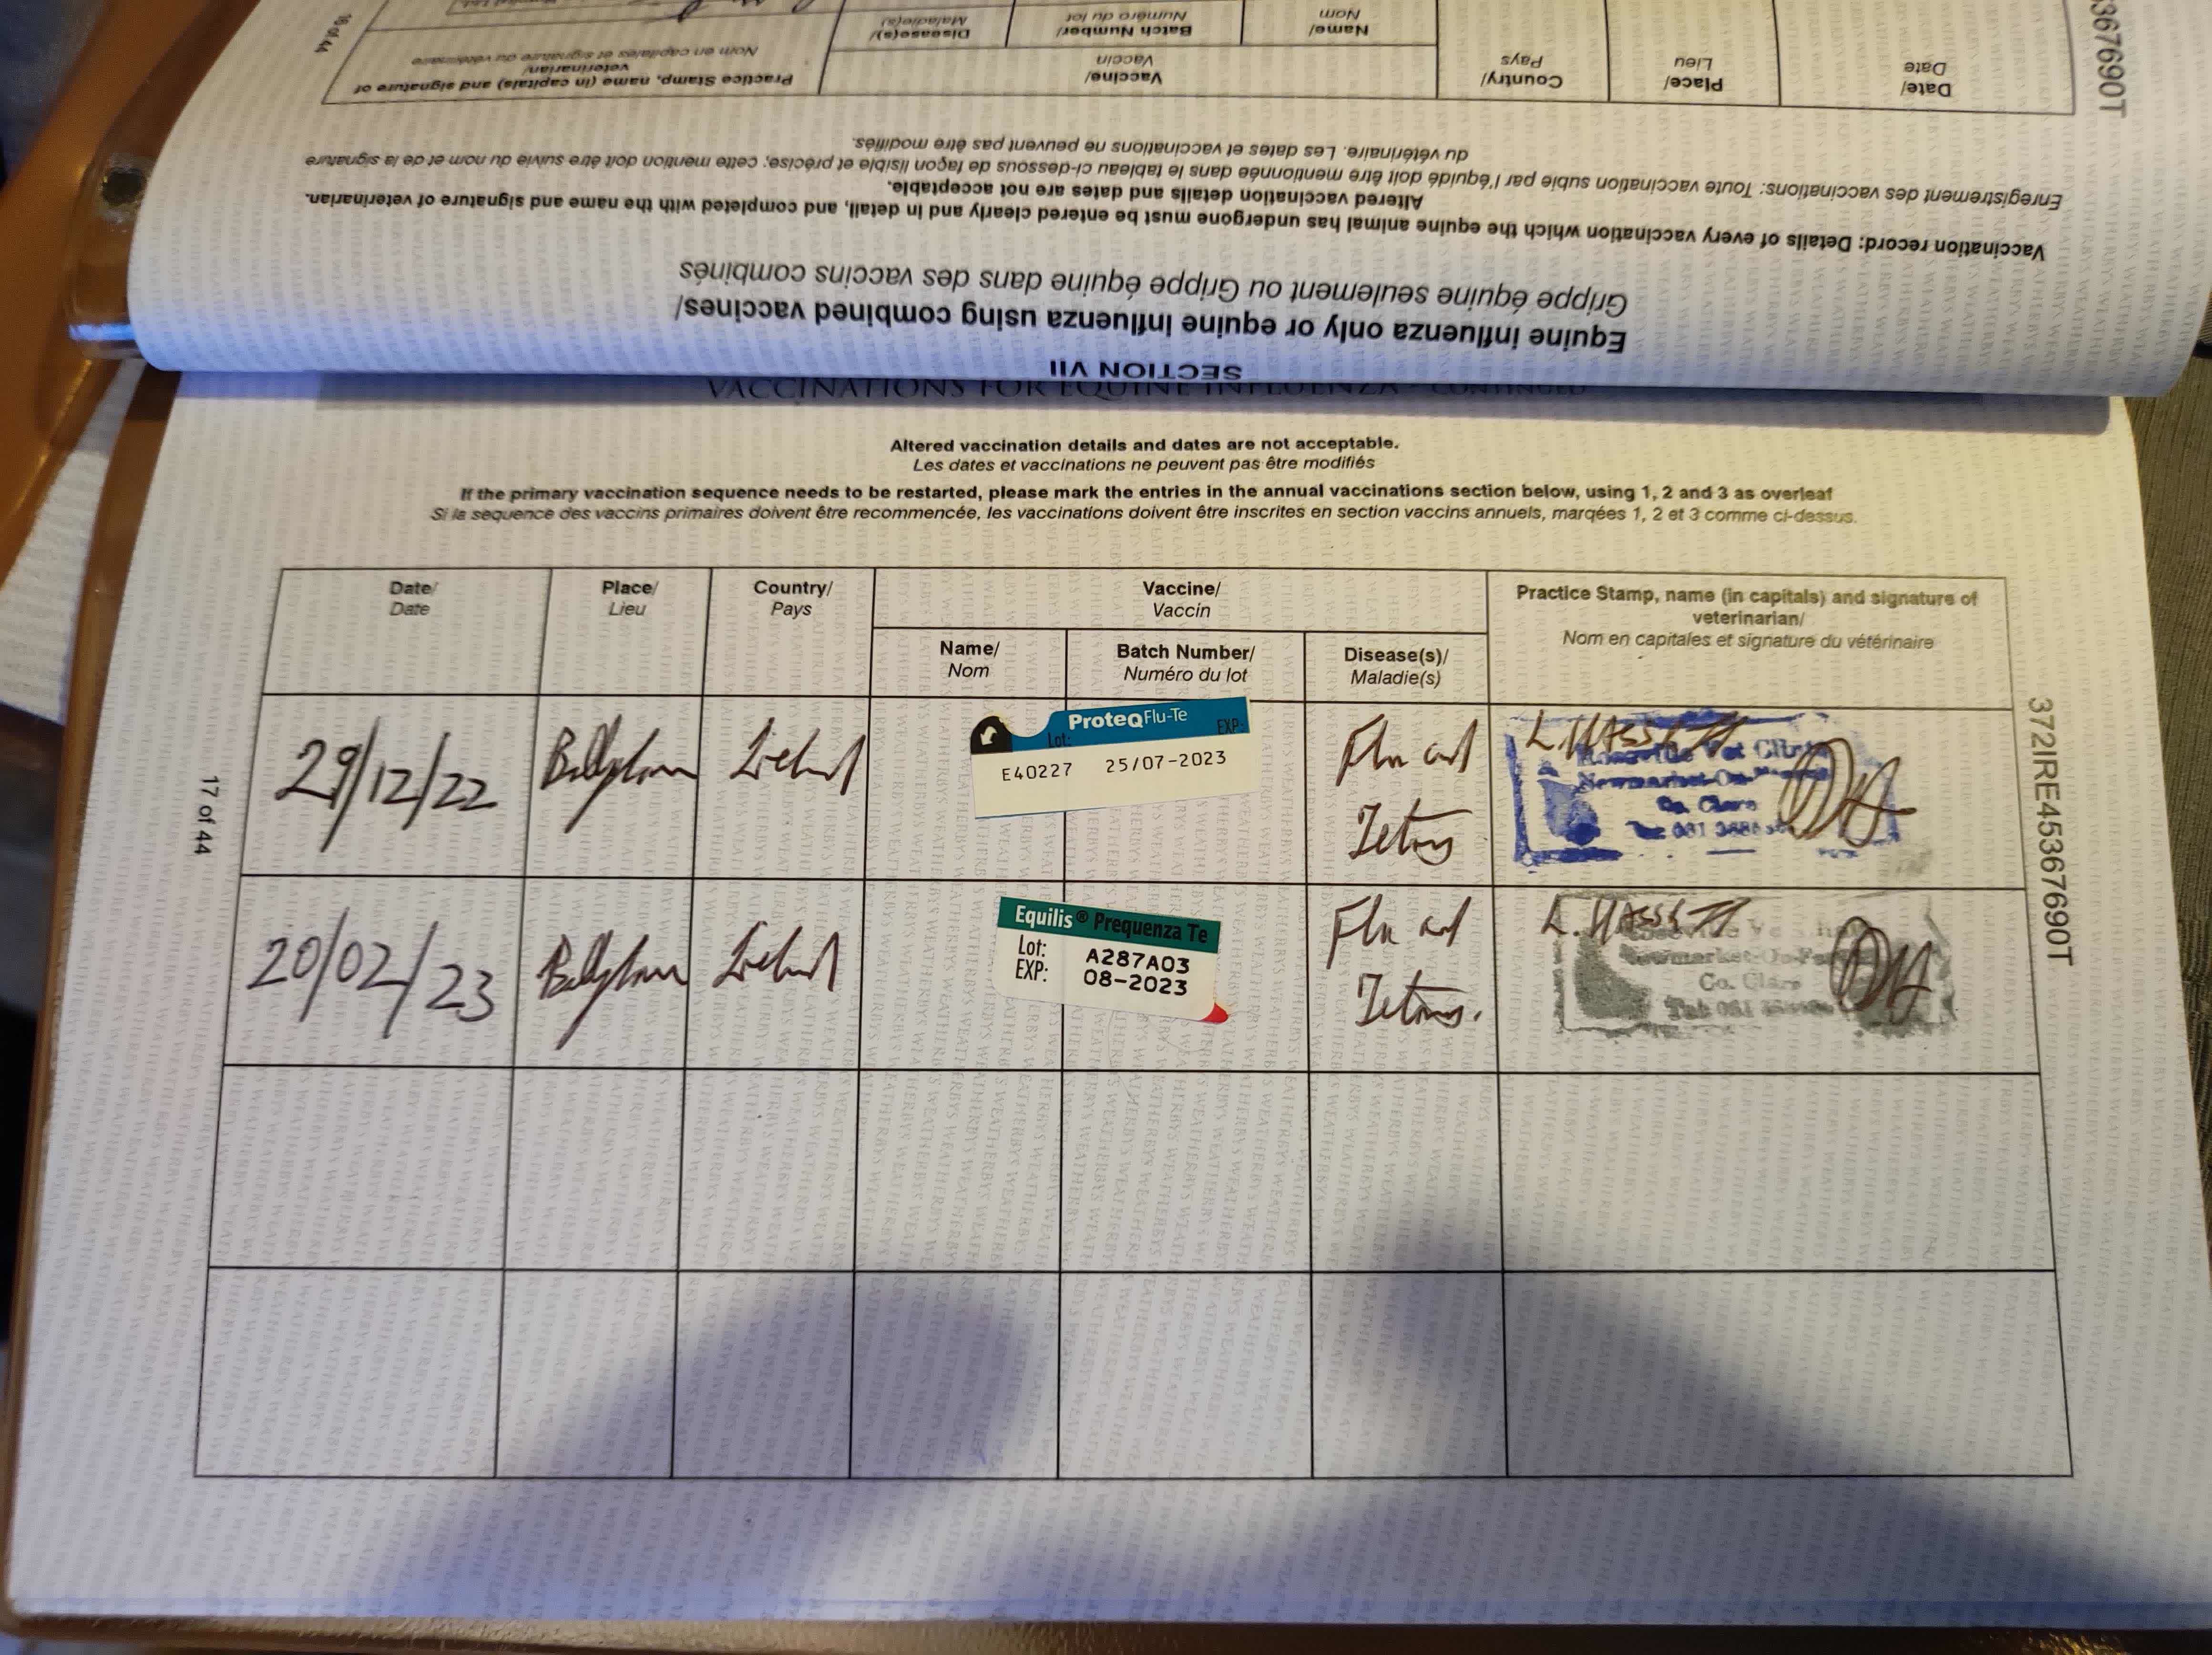 16 of 44
Practice Stamp, name (in capitals) and signature of
veterinarian/
Nom en capitales et signature du vétérinaire
Vaccine/
Vaccin
Name/
Nom
Batch Number/
Numéro du lot
Disease(s)/
Maladie(s)
Country/
Pays
Place/
Lieu
Date/
Date
SECTION VII
Equine influenza only or equine influenza using combined vaccines/
Grippe équine seulement ou Grippe équine dans des vaccins combinés
Vaccination record: Details of every vaccination which the equine animal has undergone must be entered clearly and in detail, and completed with the name and signature of veterinarian.
Altered vaccination details and dates are not acceptable.
Enregistrement des vaccinations: Toute vaccination subie par l'équidé doit être mentionnée dans le tableau ci-dessous de façon lisible et précise; cette mention doit être suivie du nom et de la signature
du vétérinaire. Les dates et vaccinations ne peuvent pas être modifiés.
VACCINATIONS FOR EQUINE INFLUENZA - CONTINUED
Altered vaccination details and dates are not acceptable.
Les dates et vaccinations ne peuvent pas être modifiés
If the primary vaccination sequence needs to be restarted, please mark the entries in the annual vaccinations section below, using 1, 2 and 3 as overleaf
Si la sequence des vaccins primaires doivent être recommencée, les vaccinations doivent être inscrites en section vaccins annuels, marqées 1, 2 et 3 comme ci-dessus.
Date/
Date
Place/
Lieu
Country/
Pays
Vaccine/
Vaccin
Name/
Nom
Batch Number/
Numéro du lot
Disease(s)/
Maladie(s)
Practice Stamp, name (in capitals) and signature of
veterinarian/
Nom en capitales et signature du vétérinaire
29/12/22
Ireland
ProteqFlu-Te
Lot: EXP:
E40227 25/07-2023
Flu and
Tetanus
Vet Clinic
Newmarket-On-Fergus
Co. Clare
20/02/23
Ireland
Equilis® Prequenza Te
Lot: A287A03
EXP: 08-2023
Flu and
Tetanus.
Newmarket-On-Fergus
Co. Clare
Tel: 061
17 of 44
372IRE45367690T